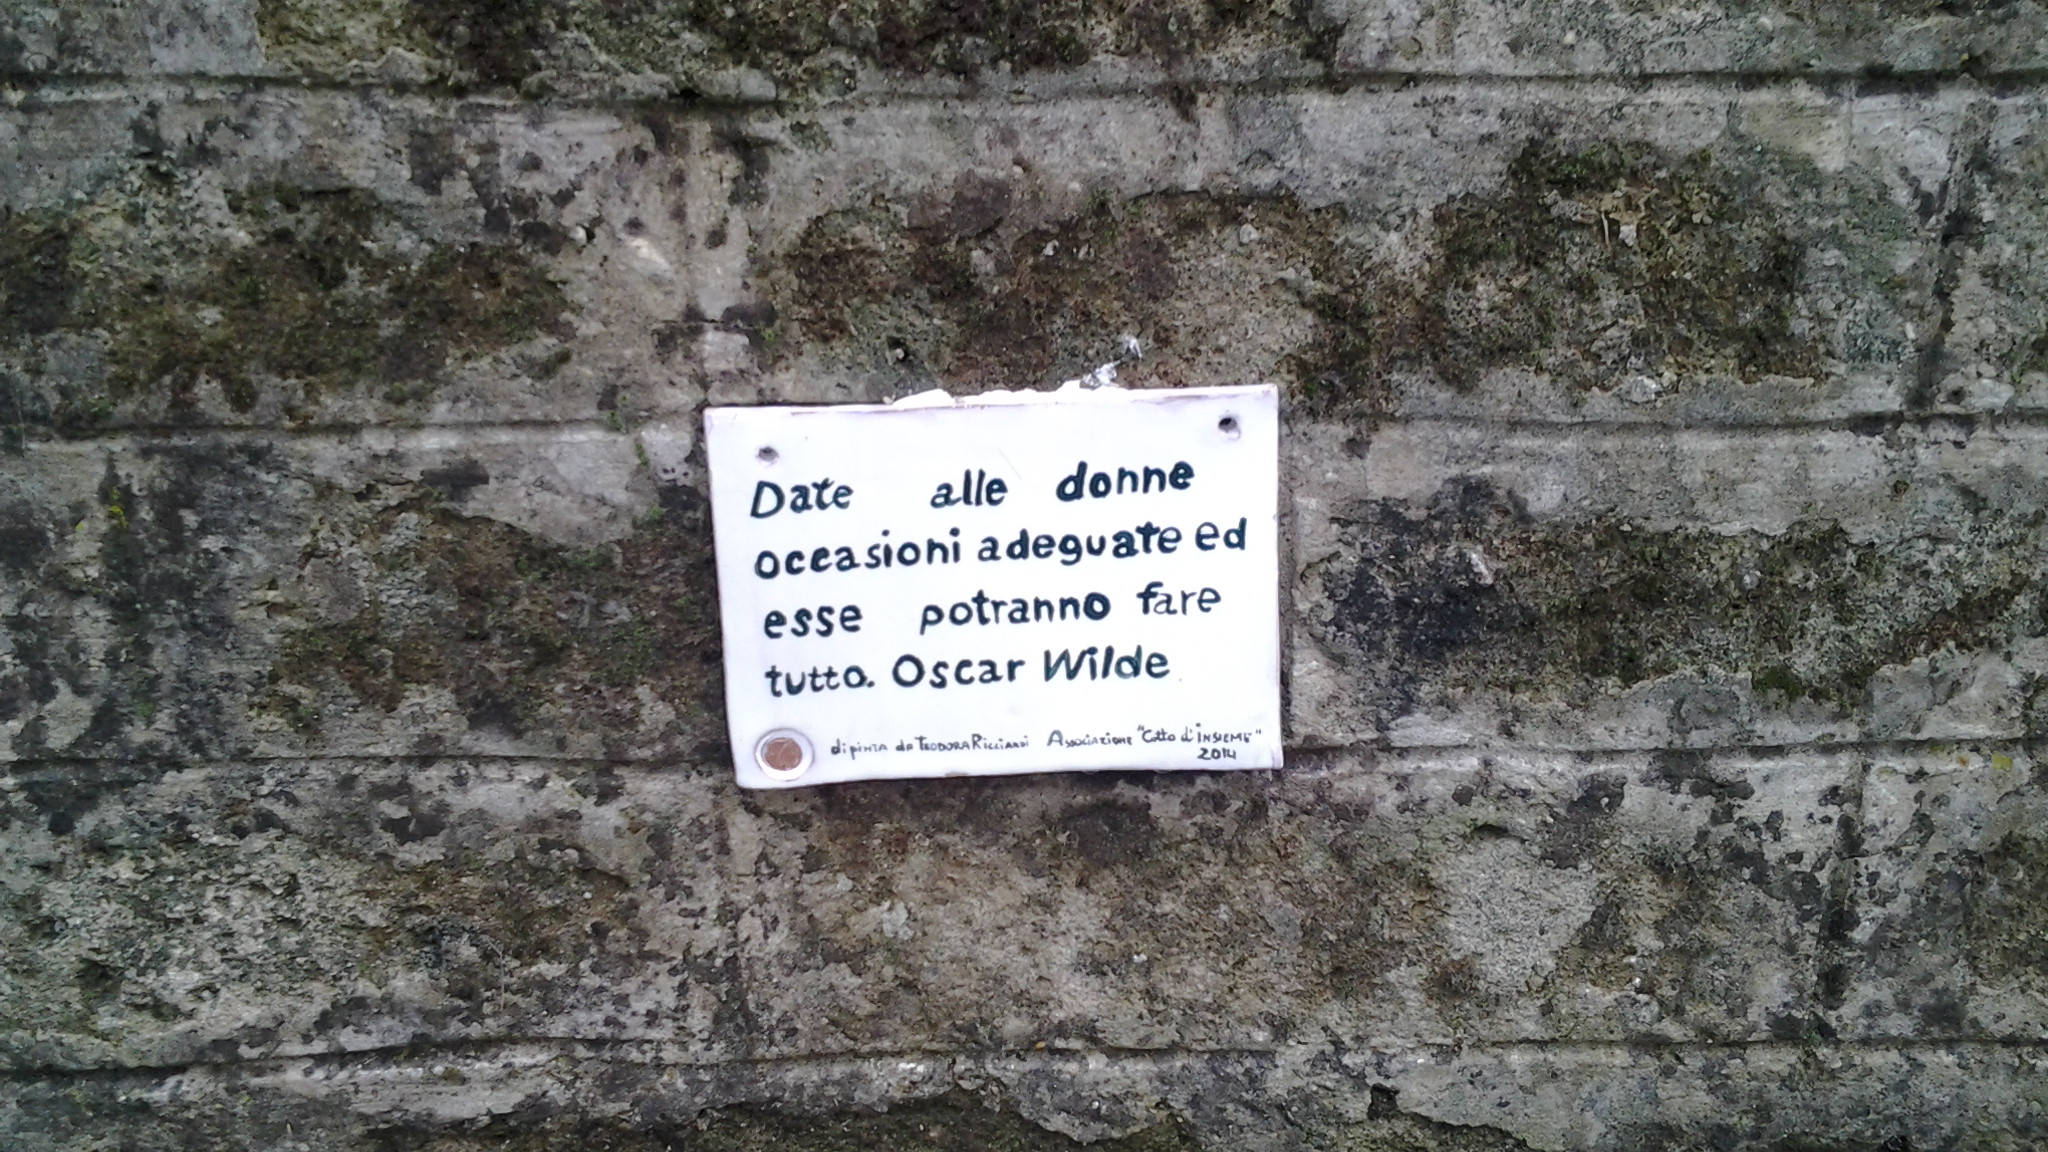 Date alle donne
occasioni adeguate ed
esse potranno fare
tutto. Oscar Wilde
dipinta da TEODORA RICCIARDI ASSOCIAZIONE "Cotto d'INSIEME"
2014